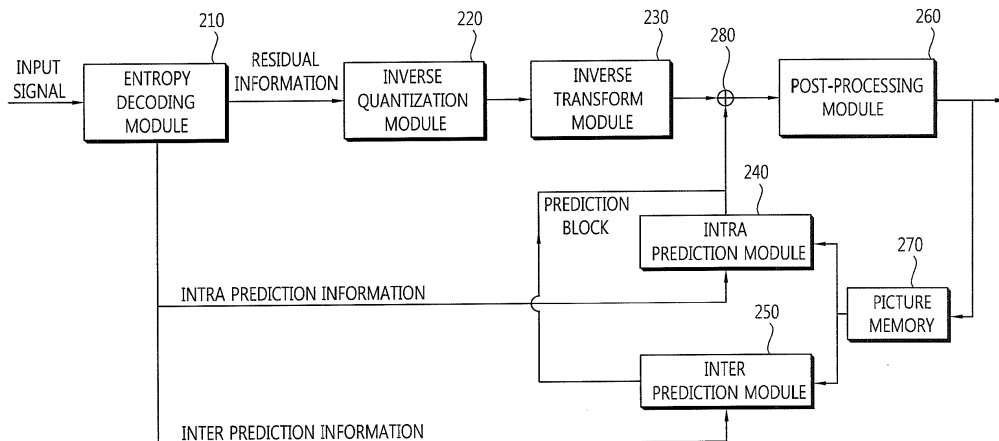 210
220
230
280
260
INPUT
SIGNAL
ENTROPY
DECODING
MODULE
RESIDUAL
INFORMATION
INVERSE
QUANTIZATION
MODULE
INVERSE
TRANSFORM
MODULE
POST-PROCESSING
MODULE
PREDICTION
BLOCK
240
INTRA
PREDICTION MODULE
270
PICTURE
MEMORY
INTRA PREDICTION INFORMATION
250
INTER
PREDICTION MODULE
INTER PREDICTION INFORMATION